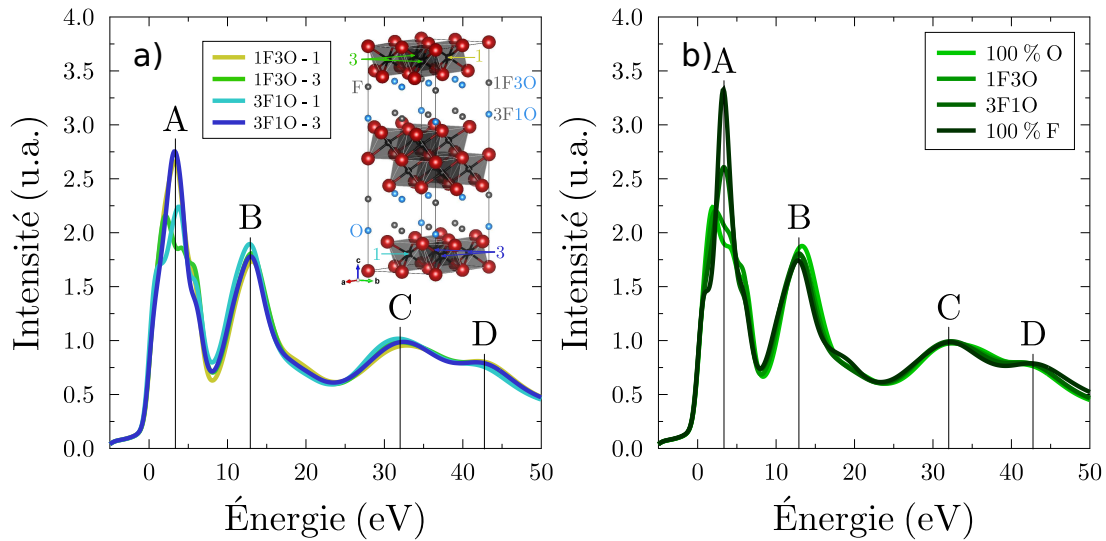 a)
1F3O - 1
1F3O - 3
3F1O - 1
3F1O - 3
A
B
C
D
3
1
F
1F3O
3F1O
O
1
3
c
a
b
4.0
3.5
3.0
2.5
2.0
1.5
1.0
0.5
0.0
0
10
20
30
40
50
Intensité (u.a.)
Énergie (eV)
b)
100 % O
1F3O
3F1O
100 % F
A
B
C
D
4.0
3.5
3.0
2.5
2.0
1.5
1.0
0.5
0.0
0
10
20
30
40
50
Intensité (u.a.)
Énergie (eV)